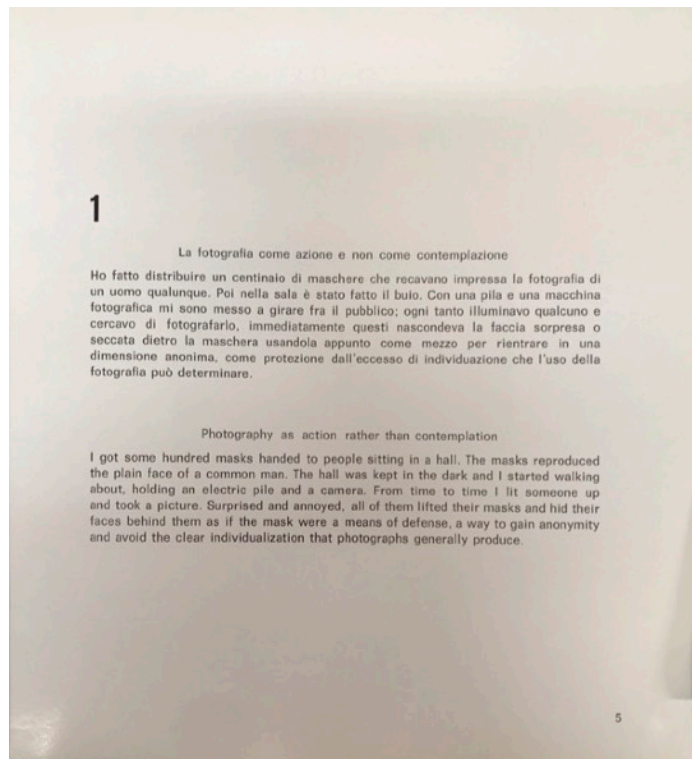 1
La fotografia come azione e non come contemplazione
Ho fatto distribuire un centinaio di maschere che recavano impressa la fotografia di
un uomo qualunque. Poi nella sala è stato fatto il buio. Con una pila e una macchina
fotografica mi sono messo a girare fra il pubblico; ogni tanto illuminavo qualcuno e
cercavo di fotografarlo, immediatamente questi nascondeva la faccia sorpresa o
seccata dietro la maschera usandola appunto come mezzo per rientrare in una
dimensione anonima, come protezione dall'eccesso di individuazione che l'uso della
fotografia può determinare.
Photography as action rather than contemplation
I got some hundred masks handed to people sitting in a hall. The masks reproduced
the plain face of a common man. The hall was kept in the dark and I started walking
about, holding an electric pile and a camera. From time to time I lit someone up
and took a picture. Surprised and annoyed, all of them lifted their masks and hid their
faces behind them as if the mask were a means of defense, a way to gain anonymity
and avoid the clear individualization that photographs generally produce.
5